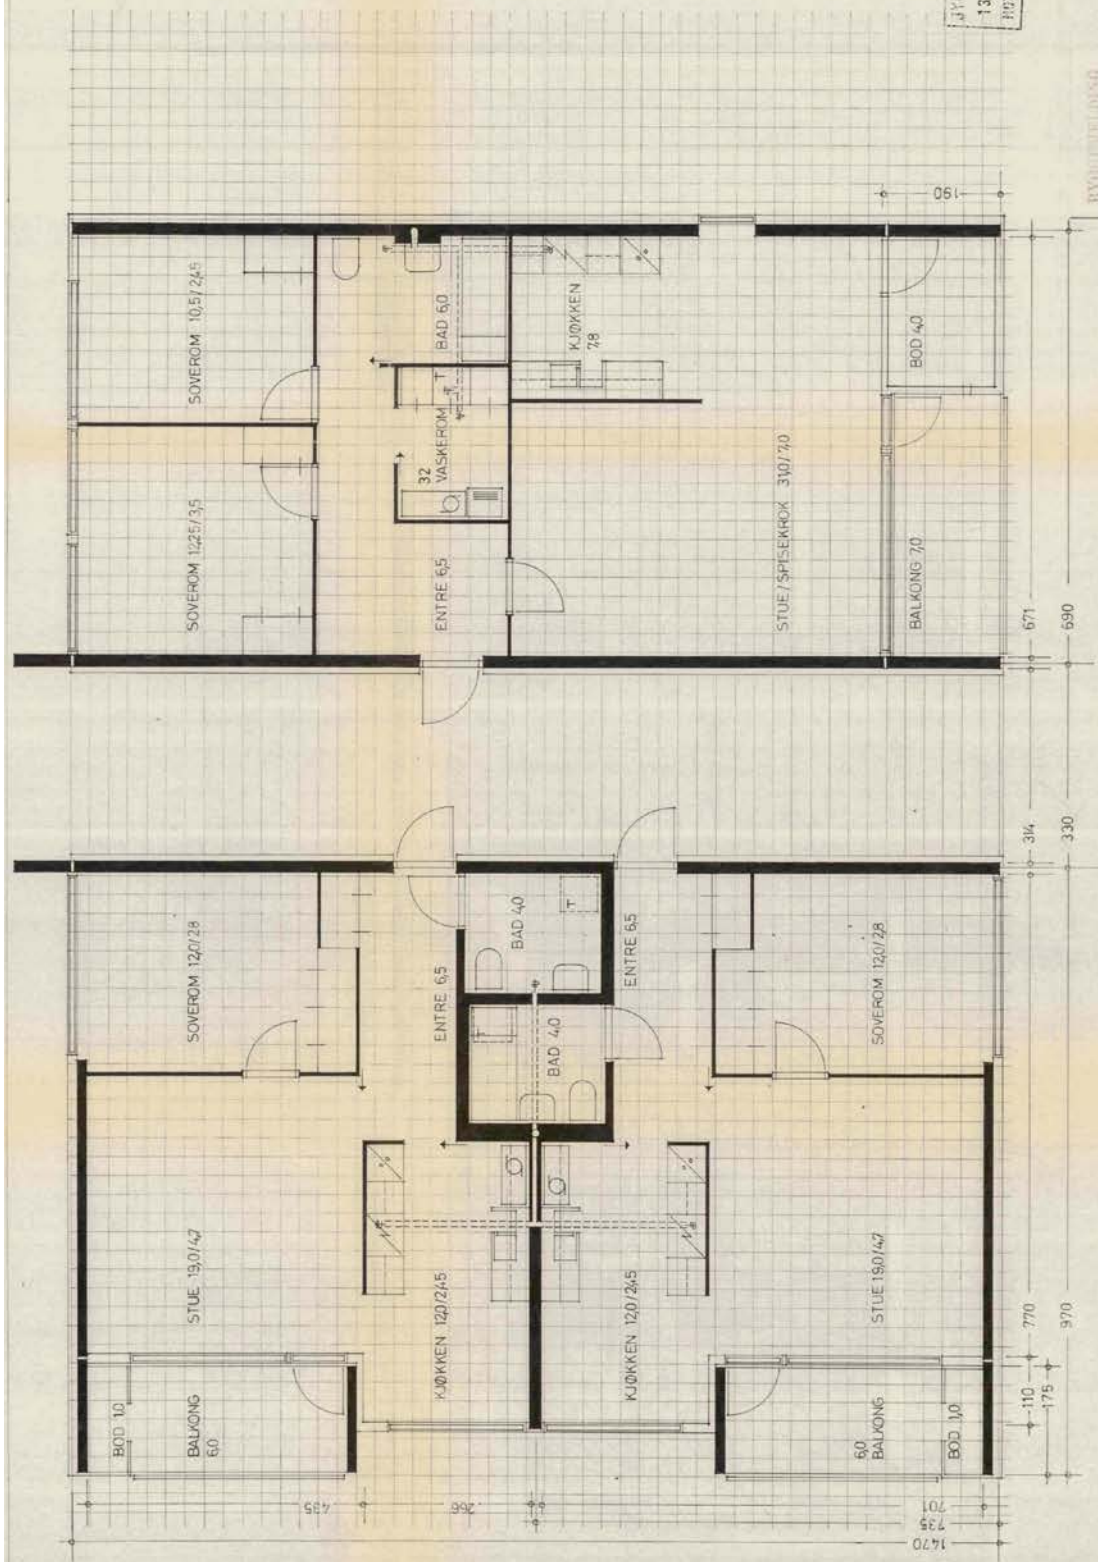 SOVEROM 10,5/2,45
BAD 6,0
KJØKKEN
7,8
BOD 4,0
190
SOVEROM 12,25/3,5
3,2
VASKEROM
T
ENTRE 6,5
STUE/SPISEKROK 31,0/7,0
BALKONG 7,0
671
690
314
330
SOVEROM 12,0/2,8
ENTRE 6,5
BAD 4,0
T
BAD 4,0
ENTRE 6,5
SOVEROM 12,0/2,8
STUE 19,0/4,7
KJØKKEN 12,0/2,45
KJØKKEN 12,0/2,45
STUE 19,0/4,7
770
970
BOD 1,0
BALKONG
6,0
6,0
BALKONG
BOD 1,0
110
175
435
266
701
735
1470
13